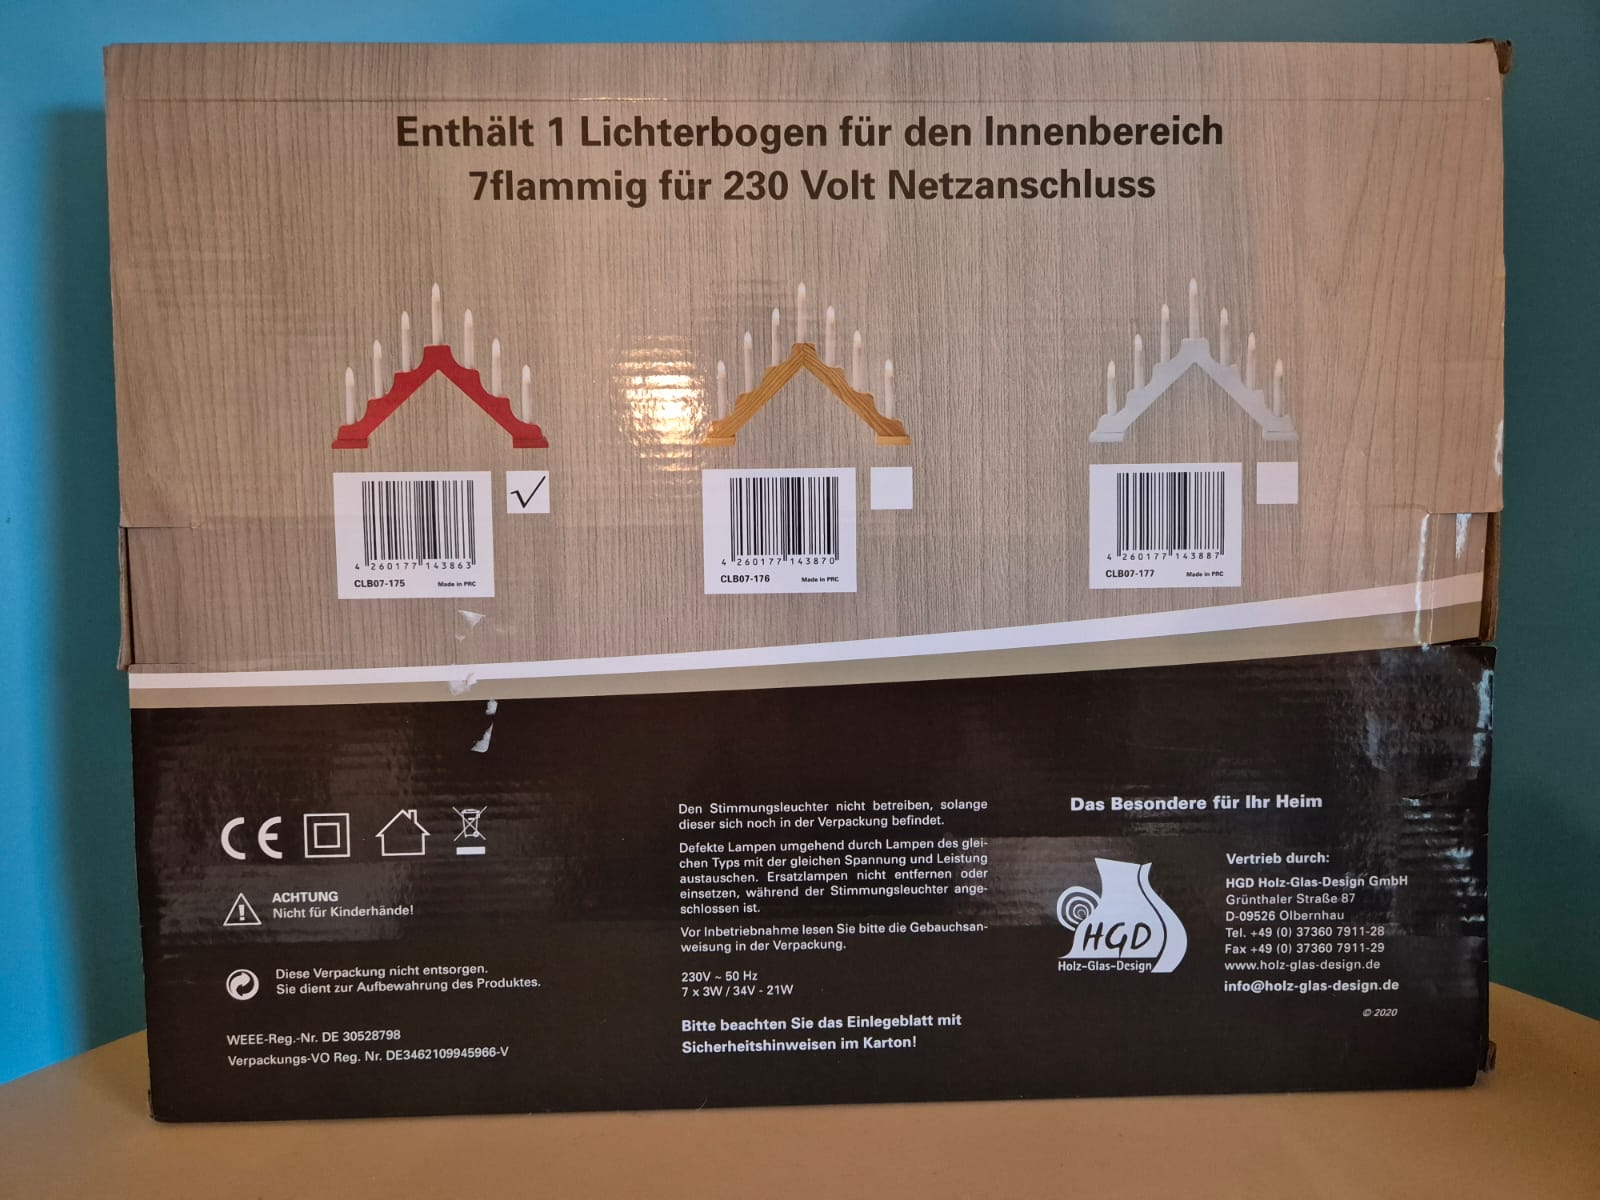 Enthält 1 Lichterbogen für den Innenbereich
7flammig für 230 Volt Netzanschluss
4 260177 143863
CLB07-175 Made in PRC
4 260177 143870
CLB07-176 Made in PRC
4 260177 143887
CLB07-177 Made in PRC
CE
ACHTUNG
Nicht für Kinderhände!
Diese Verpackung nicht entsorgen.
Sie dient zur Aufbewahrung des Produktes.
WEEE-Reg.-Nr. DE 30528798
Verpackungs-VO Reg. Nr. DE3462109945966-V
Den Stimmungsleuchter nicht betreiben, solange
dieser sich noch in der Verpackung befindet.
Defekte Lampen umgehend durch Lampen des glei-
chen Typs mit der gleichen Spannung und Leistung
austauschen. Ersatzlampen nicht entfernen oder
einsetzen, während der Stimmungsleuchter ange-
schlossen ist.
Vor Inbetriebnahme lesen Sie bitte die Gebrauchsan-
weisung in der Verpackung.
230V ~ 50 Hz
7 x 3W / 34V - 21W
Bitte beachten Sie das Einlegeblatt mit
Sicherheitshinweisen im Karton!
Das Besondere für Ihr Heim
HGD
Holz-Glas-Design
Vertrieb durch:
HGD Holz-Glas-Design GmbH
Grünthaler Straße 87
D-09526 Olbernhau
Tel. +49 (0) 37360 7911-28
Fax +49 (0) 37360 7911-29
www.holz-glas-design.de
info@holz-glas-design.de
© 2020